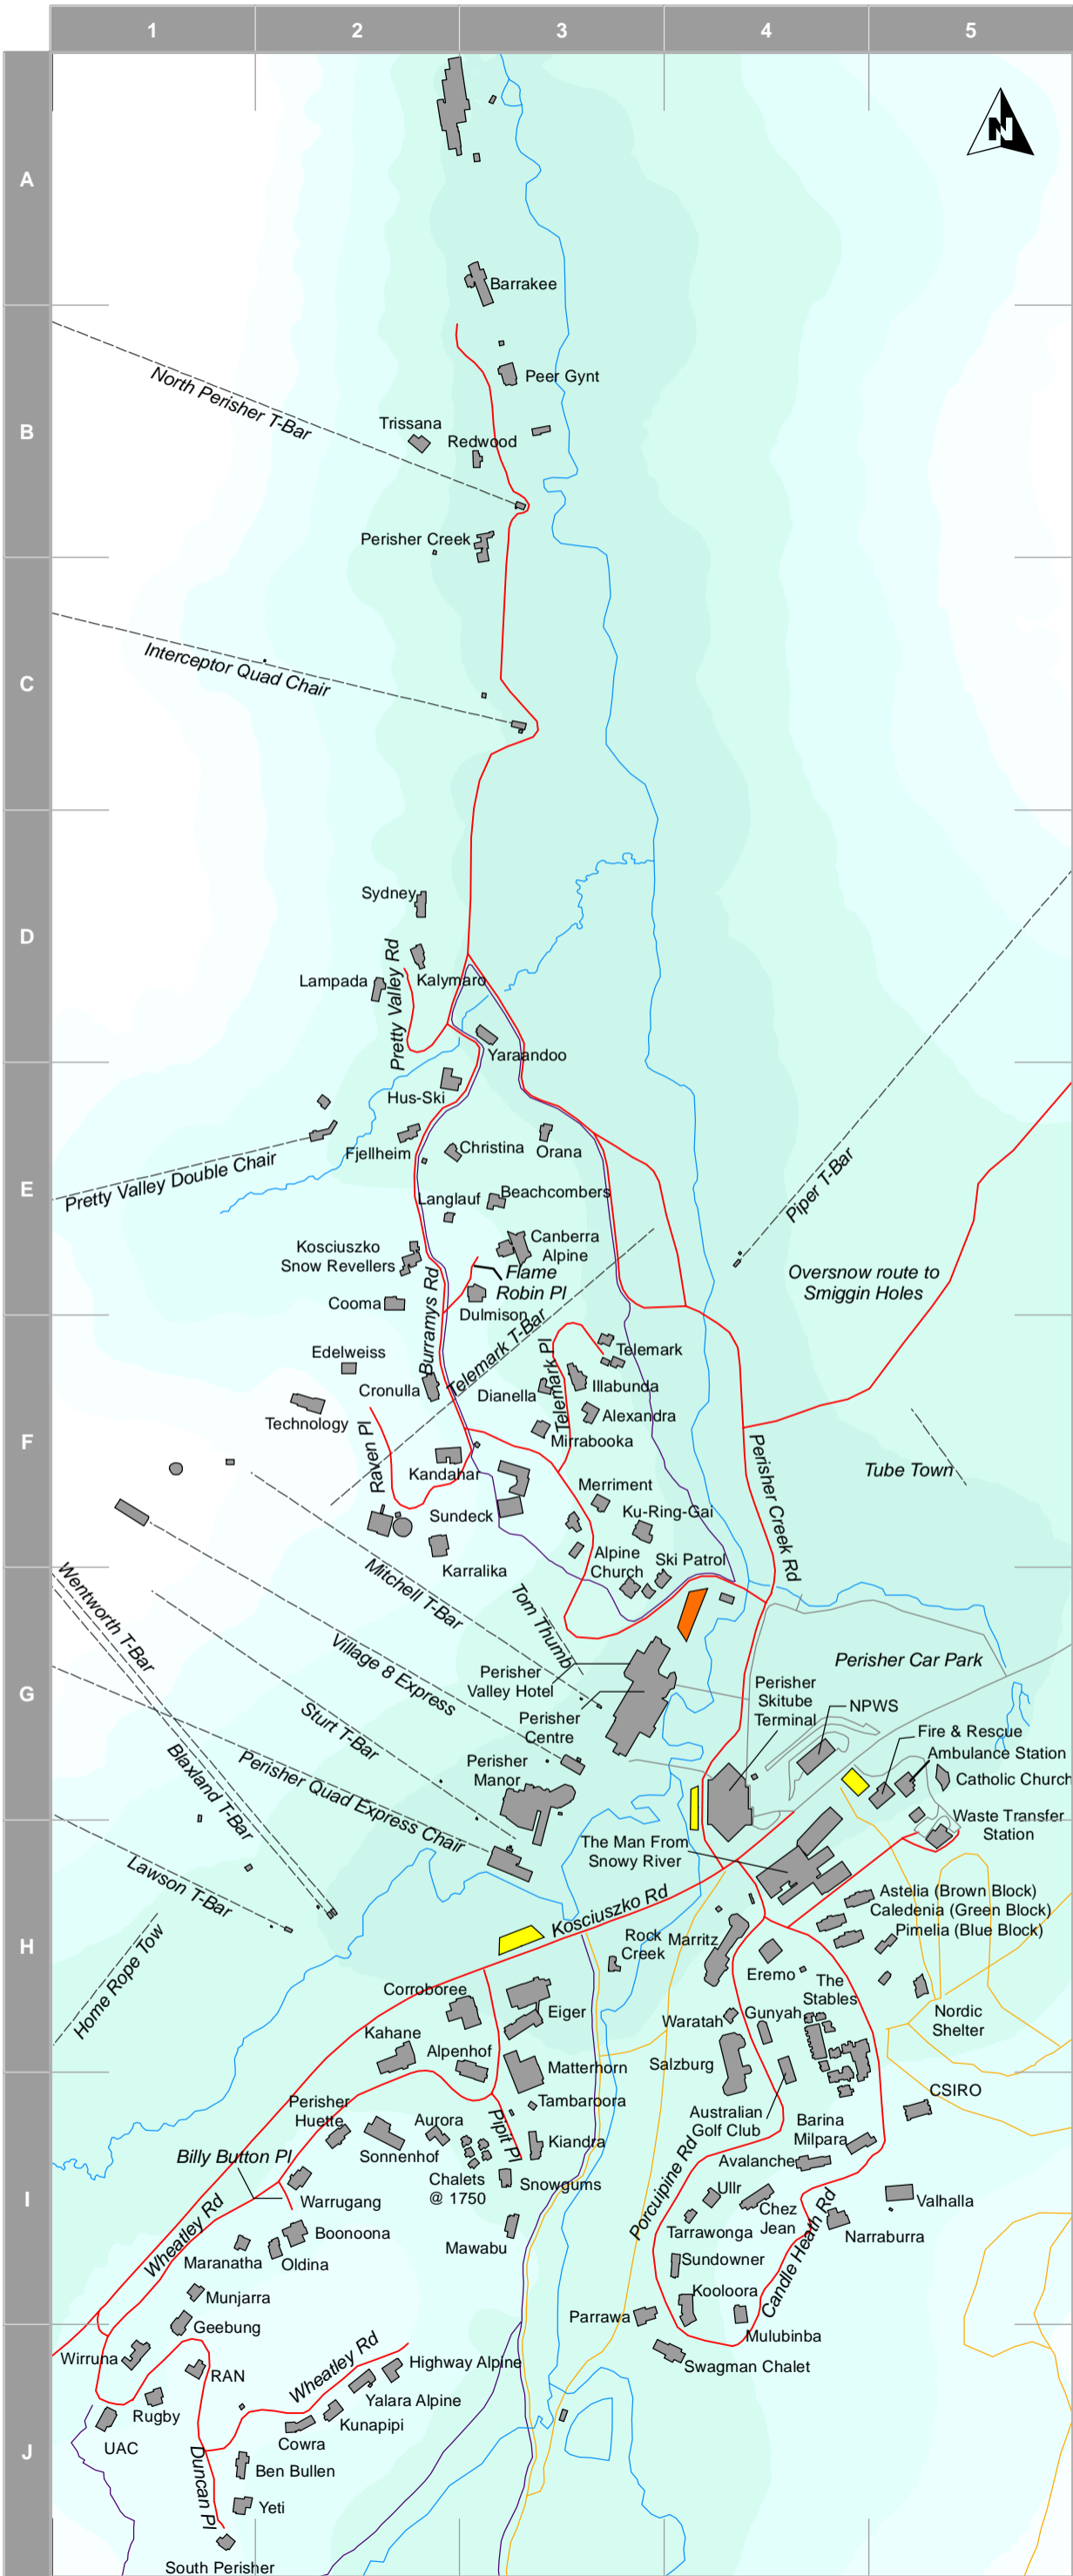 1 2 3 4 5
N
A
Barrakee
Peer Gynt
North Perisher T-Bar
B
Trissana
Redwood
Perisher Creek
Interceptor Quad Chair
C
Sydney
D
Pretty Valley Rd
Lampada
Kalymaro
Yaraandoo
Hus-Ski
Fjellheim
Christina
Orana
Pretty Valley Double Chair
E
Piper T-Bar
Langlauf
Beachcombers
Kosciuszko
Snow Revellers
Canberra
Alpine
Flame
Robin Pl
Oversnow route to
Smiggin Holes
Cooma
Dulmison
Burramys Rd
Telemark T-Bar
Telemark Pl
Edelweiss
Telemark
Cronulla
Dianella
Illabunda
Technology
Alexandra
F
Mirrabooka
Raven Pl
Perisher Creek Rd
Tube Town
Kandahar
Merriment
Sundeck
Ku-Ring-Gai
Karralika
Alpine
Church
Ski Patrol
Wentworth T-Bar
Mitchell T-Bar
Tom Thumb
Village 8 Express
Perisher Car Park
G
Perisher
Valley Hotel
Perisher
Skitube
Terminal
NPWS
Sturt T-Bar
Perisher
Centre
Fire & Rescue
Ambulance Station
Blaxland T-Bar
Perisher Quad Express Chair
Perisher
Manor
Catholic Church
Waste Transfer
Station
The Man From
Snowy River
Lawson T-Bar
Astelia (Brown Block)
Caledenia (Green Block)
Pimelia (Blue Block)
Kosciuszko Rd
H
Home Rope Tow
Rock
Creek
Marritz
Eremo
The
Stables
Corroboree
Eiger
Waratah
Gunyah
Nordic
Shelter
Kahane
Alpenhof
Matterhorn
Salzburg
Tambaroora
CSIRO
Perisher
Huette
Aurora
Pipit Pl
Australian
Golf Club
Barina
Milpara
Sonnenhof
Kiandra
Billy Button Pl
Avalanche
Chalets
@ 1750
Snowgums
I
Porcuipine Rd
Ullr
Chez
Jean
Valhalla
Warrugang
Wheatley Rd
Boonoona
Tarrawonga
Narraburra
Maranatha
Oldina
Mawabu
Sundowner
Candle Heath Rd
Munjarra
Kooloora
Geebung
Parrawa
Mulubinba
Wirruna
Swagman Chalet
RAN
Wheatley Rd
Highway Alpine
Yalara Alpine
Rugby
Kunapipi
UAC
Cowra
J
Duncan Pl
Ben Bullen
Yeti
South Perisher